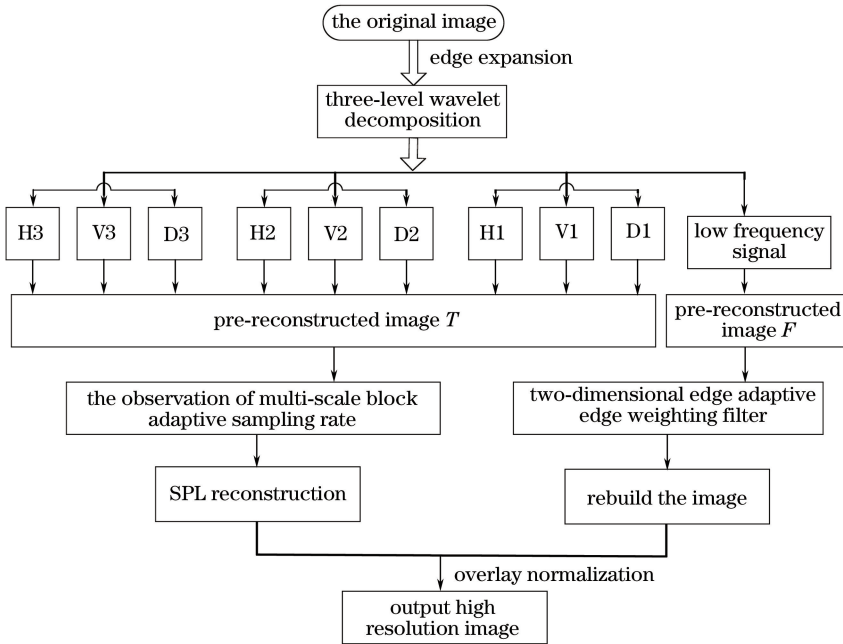 the original image
edge expansion
three-level wavelet
decomposition
H3 V3 D3 H2 V2 D2 H1 V1 D1
low frequency
signal
pre-reconstructed image T
pre-reconstructed
image F
the observation of multi-scale block
adaptive sampling rate
two-dimensional edge adaptive
edge weighting filter
SPL reconstruction
rebuild the image
overlay normalization
output high
resolution image